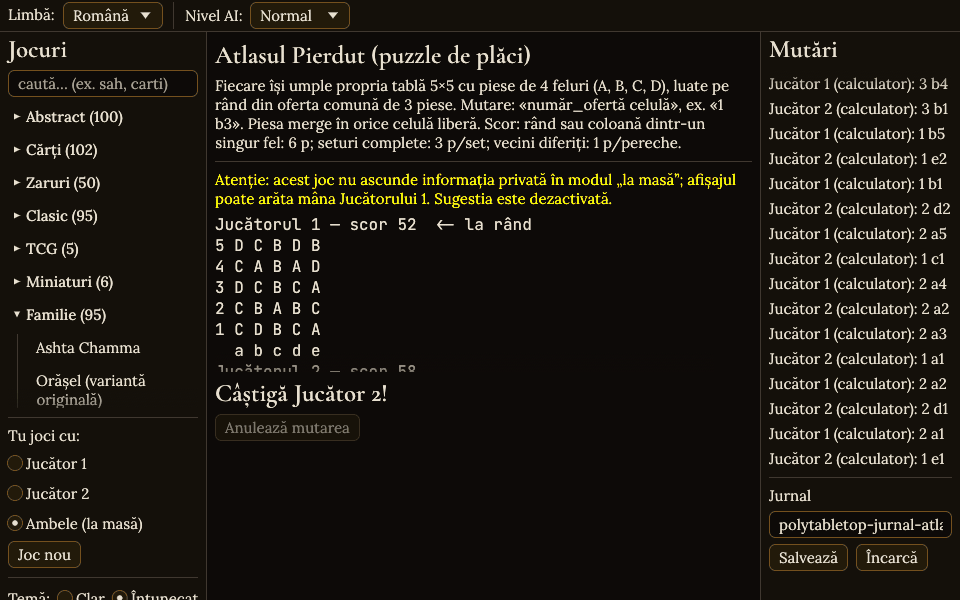 Limbă: Română ▼ Nivel AI: Normal ▼
Jocuri
caută... (ex. sah, carti)
▸ Abstract (100)
▸ Cărți (102)
▸ Zaruri (50)
▸ Clasic (95)
▸ TCG (5)
▸ Miniaturi (6)
▾ Familie (95)
Ashta Chamma
Orășel (variantă
originală)
Tu joci cu:
Jucător 1
Jucător 2
Ambele (la masă)
Joc nou
Temă: Clar Întunecat
Atlasul Pierdut (puzzle de plăci)
Fiecare își umple propria tablă 5×5 cu piese de 4 feluri (A, B, C, D), luate pe
rând din oferta comună de 3 piese. Mutare: «număr_ofertă celulă», ex. «1
b3». Piesa merge în orice celulă liberă. Scor: rând sau coloană dintr-un
singur fel: 6 p; seturi complete: 3 p/set; vecini diferiți: 1 p/pereche.
Atenție: acest joc nu ascunde informația privată în modul „la masă”; afișajul
poate arăta mâna Jucătorului 1. Sugestia este dezactivată.
Jucătorul 1 — scor 52 ← la rând
5 D C B D B
4 C A B A D
3 D C B C A
2 C B A B C
1 C D B C A
a b c d e
Jucătorul 2 — scor 58
Câștigă Jucător 2!
Anulează mutarea
Mutări
Jucător 1 (calculator): 3 b4
Jucător 2 (calculator): 3 b1
Jucător 1 (calculator): 1 b5
Jucător 2 (calculator): 1 e2
Jucător 1 (calculator): 1 b1
Jucător 2 (calculator): 2 d2
Jucător 1 (calculator): 2 a5
Jucător 2 (calculator): 1 c1
Jucător 1 (calculator): 2 a4
Jucător 2 (calculator): 2 a2
Jucător 1 (calculator): 2 a3
Jucător 2 (calculator): 1 a1
Jucător 1 (calculator): 2 a2
Jucător 2 (calculator): 2 d1
Jucător 1 (calculator): 2 a1
Jucător 2 (calculator): 1 e1
Jurnal
polytabletop-jurnal-atla
Salvează Încarcă